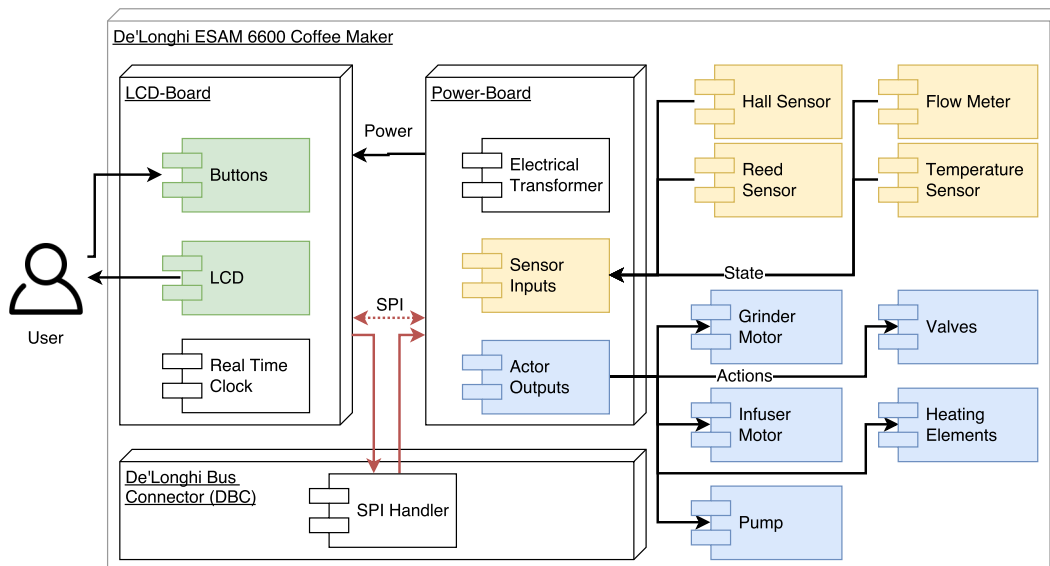 De'Longhi ESAM 6600 Coffee Maker
LCD-Board
Buttons
LCD
Real Time
Clock
User
Power
SPI
Power-Board
Electrical
Transformer
Sensor
Inputs
Actor
Outputs
Hall Sensor
Flow Meter
Reed
Sensor
Temperature
Sensor
State
Grinder
Motor
Valves
Actions
Infuser
Motor
Heating
Elements
Pump
De'Longhi Bus
Connector (DBC)
SPI Handler